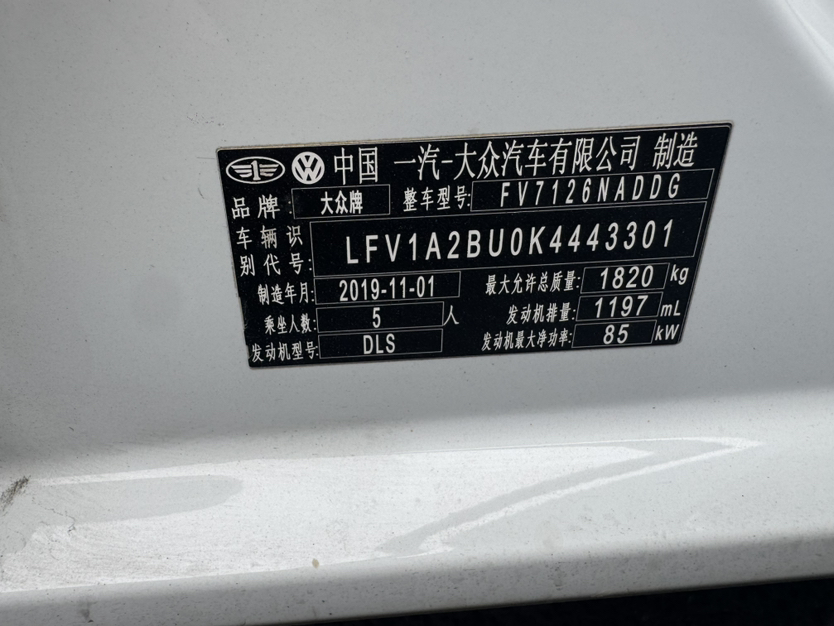 中国 一汽-大众汽车有限公司 制造
品牌: 大众牌 整车型号: FV7126NADDG
车辆识别代号: LFV1A2BU0K4443301
制造年月: 2019-11-01 最大允许总质量: 1820 kg
乘坐人数: 5 人 发动机排量: 1197 mL
发动机型号: DLS 发动机最大净功率: 85 kW